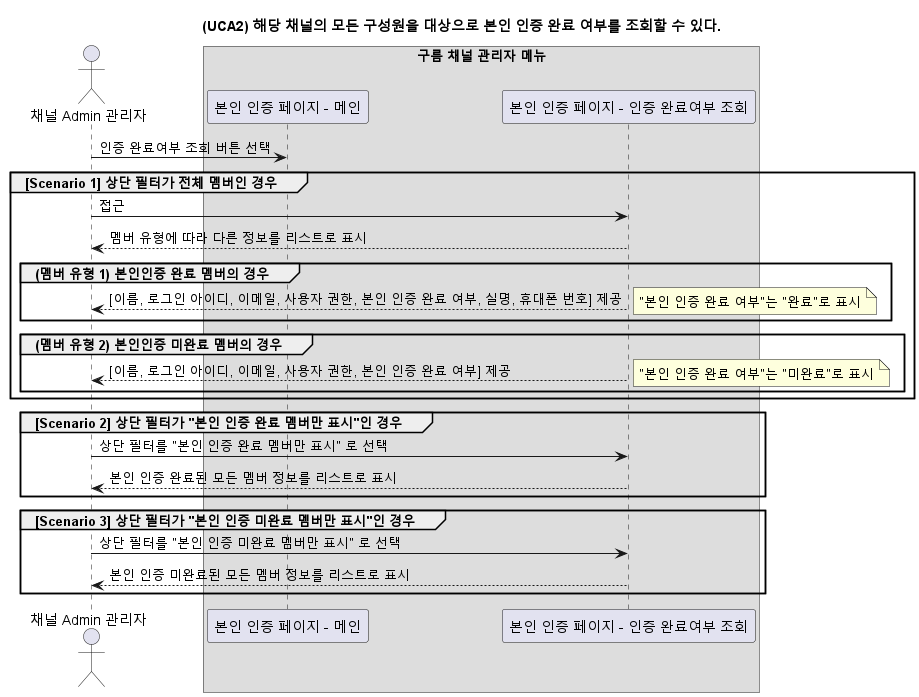 (UCA2) 해당 채널의 모든 구성원을 대상으로 본인 인증 완료 여부를 조회할 수 있다.
구름 채널 관리자 메뉴
채널 Admin 관리자
본인 인증 페이지 - 메인
본인 인증 페이지 - 인증 완료여부 조회
인증 완료여부 조회 버튼 선택
[Scenario 1] 상단 필터가 전체 멤버인 경우
접근
멤버 유형에 따라 다른 정보를 리스트로 표시
(멤버 유형 1) 본인인증 완료 멤버의 경우
[이름, 로그인 아이디, 이메일, 사용자 권한, 본인 인증 완료 여부, 실명, 휴대폰 번호] 제공
"본인 인증 완료 여부"는 "완료"로 표시
(멤버 유형 2) 본인인증 미완료 멤버의 경우
[이름, 로그인 아이디, 이메일, 사용자 권한, 본인 인증 완료 여부] 제공
"본인 인증 완료 여부"는 "미완료"로 표시
[Scenario 2] 상단 필터가 "본인 인증 완료 멤버만 표시"인 경우
상단 필터를 "본인 인증 완료 멤버만 표시" 로 선택
본인 인증 완료된 모든 멤버 정보를 리스트로 표시
[Scenario 3] 상단 필터가 "본인 인증 미완료 멤버만 표시"인 경우
상단 필터를 "본인 인증 미완료 멤버만 표시" 로 선택
본인 인증 미완료된 모든 멤버 정보를 리스트로 표시
채널 Admin 관리자
본인 인증 페이지 - 메인
본인 인증 페이지 - 인증 완료여부 조회